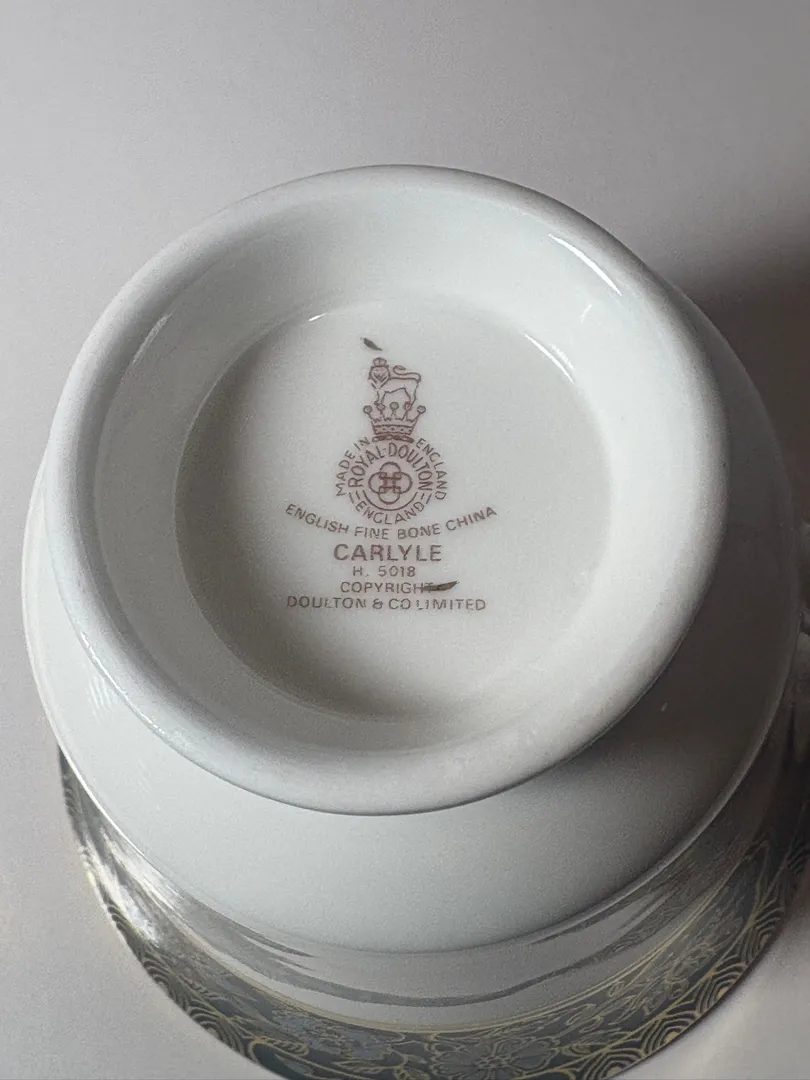 MADE IN ENGLAND
ROYAL·DOULTON
ENGLAND
ENGLISH FINE BONE CHINA
CARLYLE
H. 5018
COPYRIGHT
DOULTON & CO LIMITED